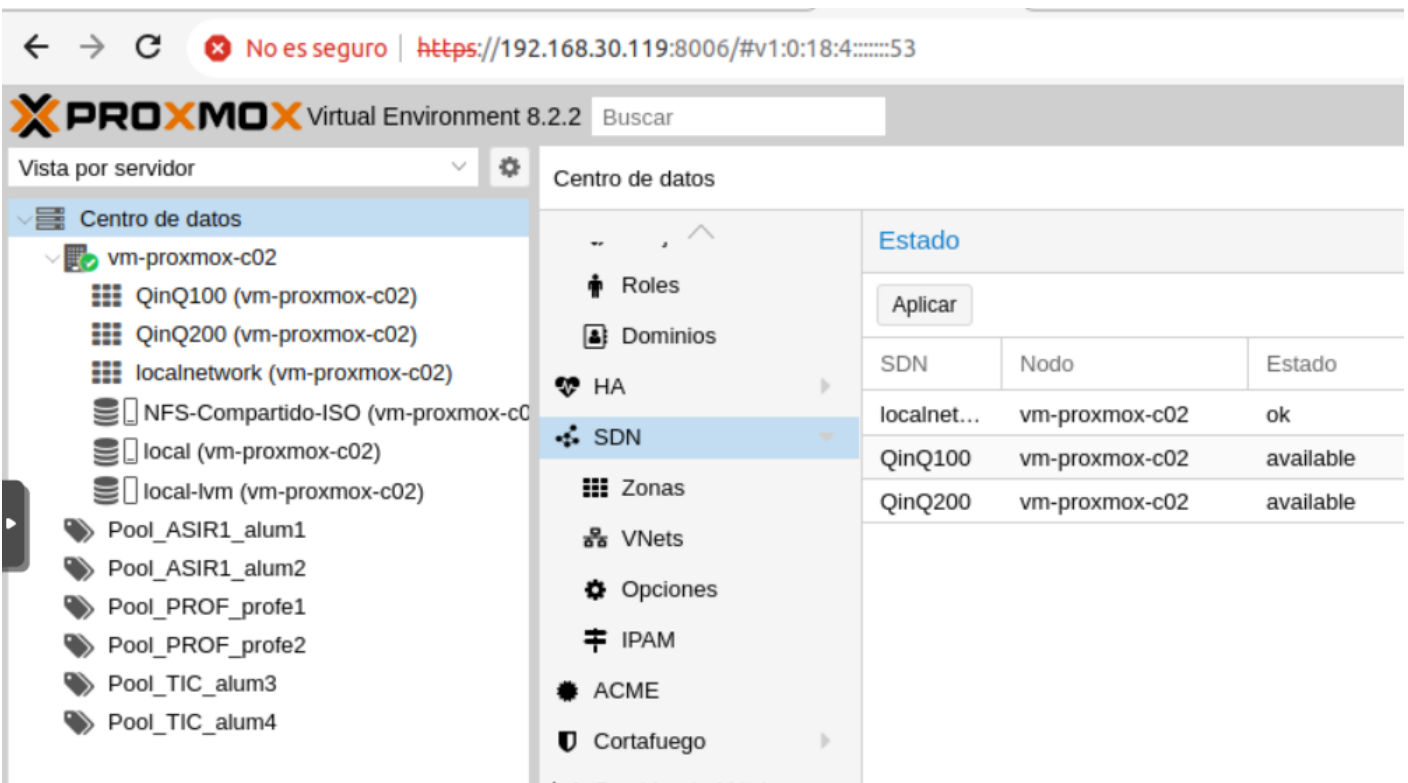 No es seguro https://192.168.30.119:8006/#v1:0:18:4:::::::53
PROXMOX Virtual Environment 8.2.2 Buscar
Vista por servidor
Centro de datos
vm-proxmox-c02
QinQ100 (vm-proxmox-c02)
QinQ200 (vm-proxmox-c02)
localnetwork (vm-proxmox-c02)
NFS-Compartido-ISO (vm-proxmox-c0
local (vm-proxmox-c02)
local-lvm (vm-proxmox-c02)
Pool_ASIR1_alum1
Pool_ASIR1_alum2
Pool_PROF_profe1
Pool_PROF_profe2
Pool_TIC_alum3
Pool_TIC_alum4
Centro de datos
Roles
Dominios
HA
SDN
Zonas
VNets
Opciones
IPAM
ACME
Cortafuego
Estado
Aplicar
SDN Nodo Estado
localnet... vm-proxmox-c02 ok
QinQ100 vm-proxmox-c02 available
QinQ200 vm-proxmox-c02 available